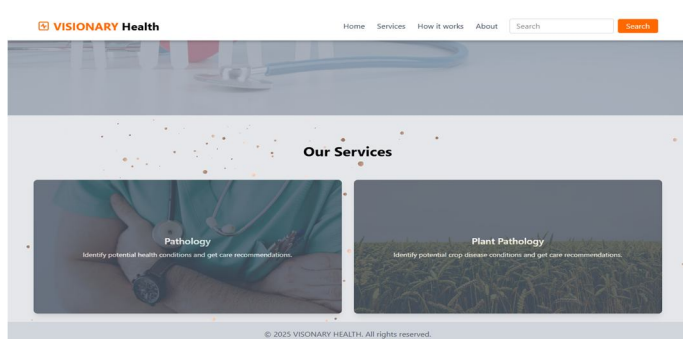 VISIONARY Health
Home Services How it works About Search Search
Our Services
Pathology
Identify potential health conditions and get care recommendations.
Plant Pathology
Identify potential crop disease conditions and get care recommendations.
© 2025 VISONARY HEALTH. All rights reserved.